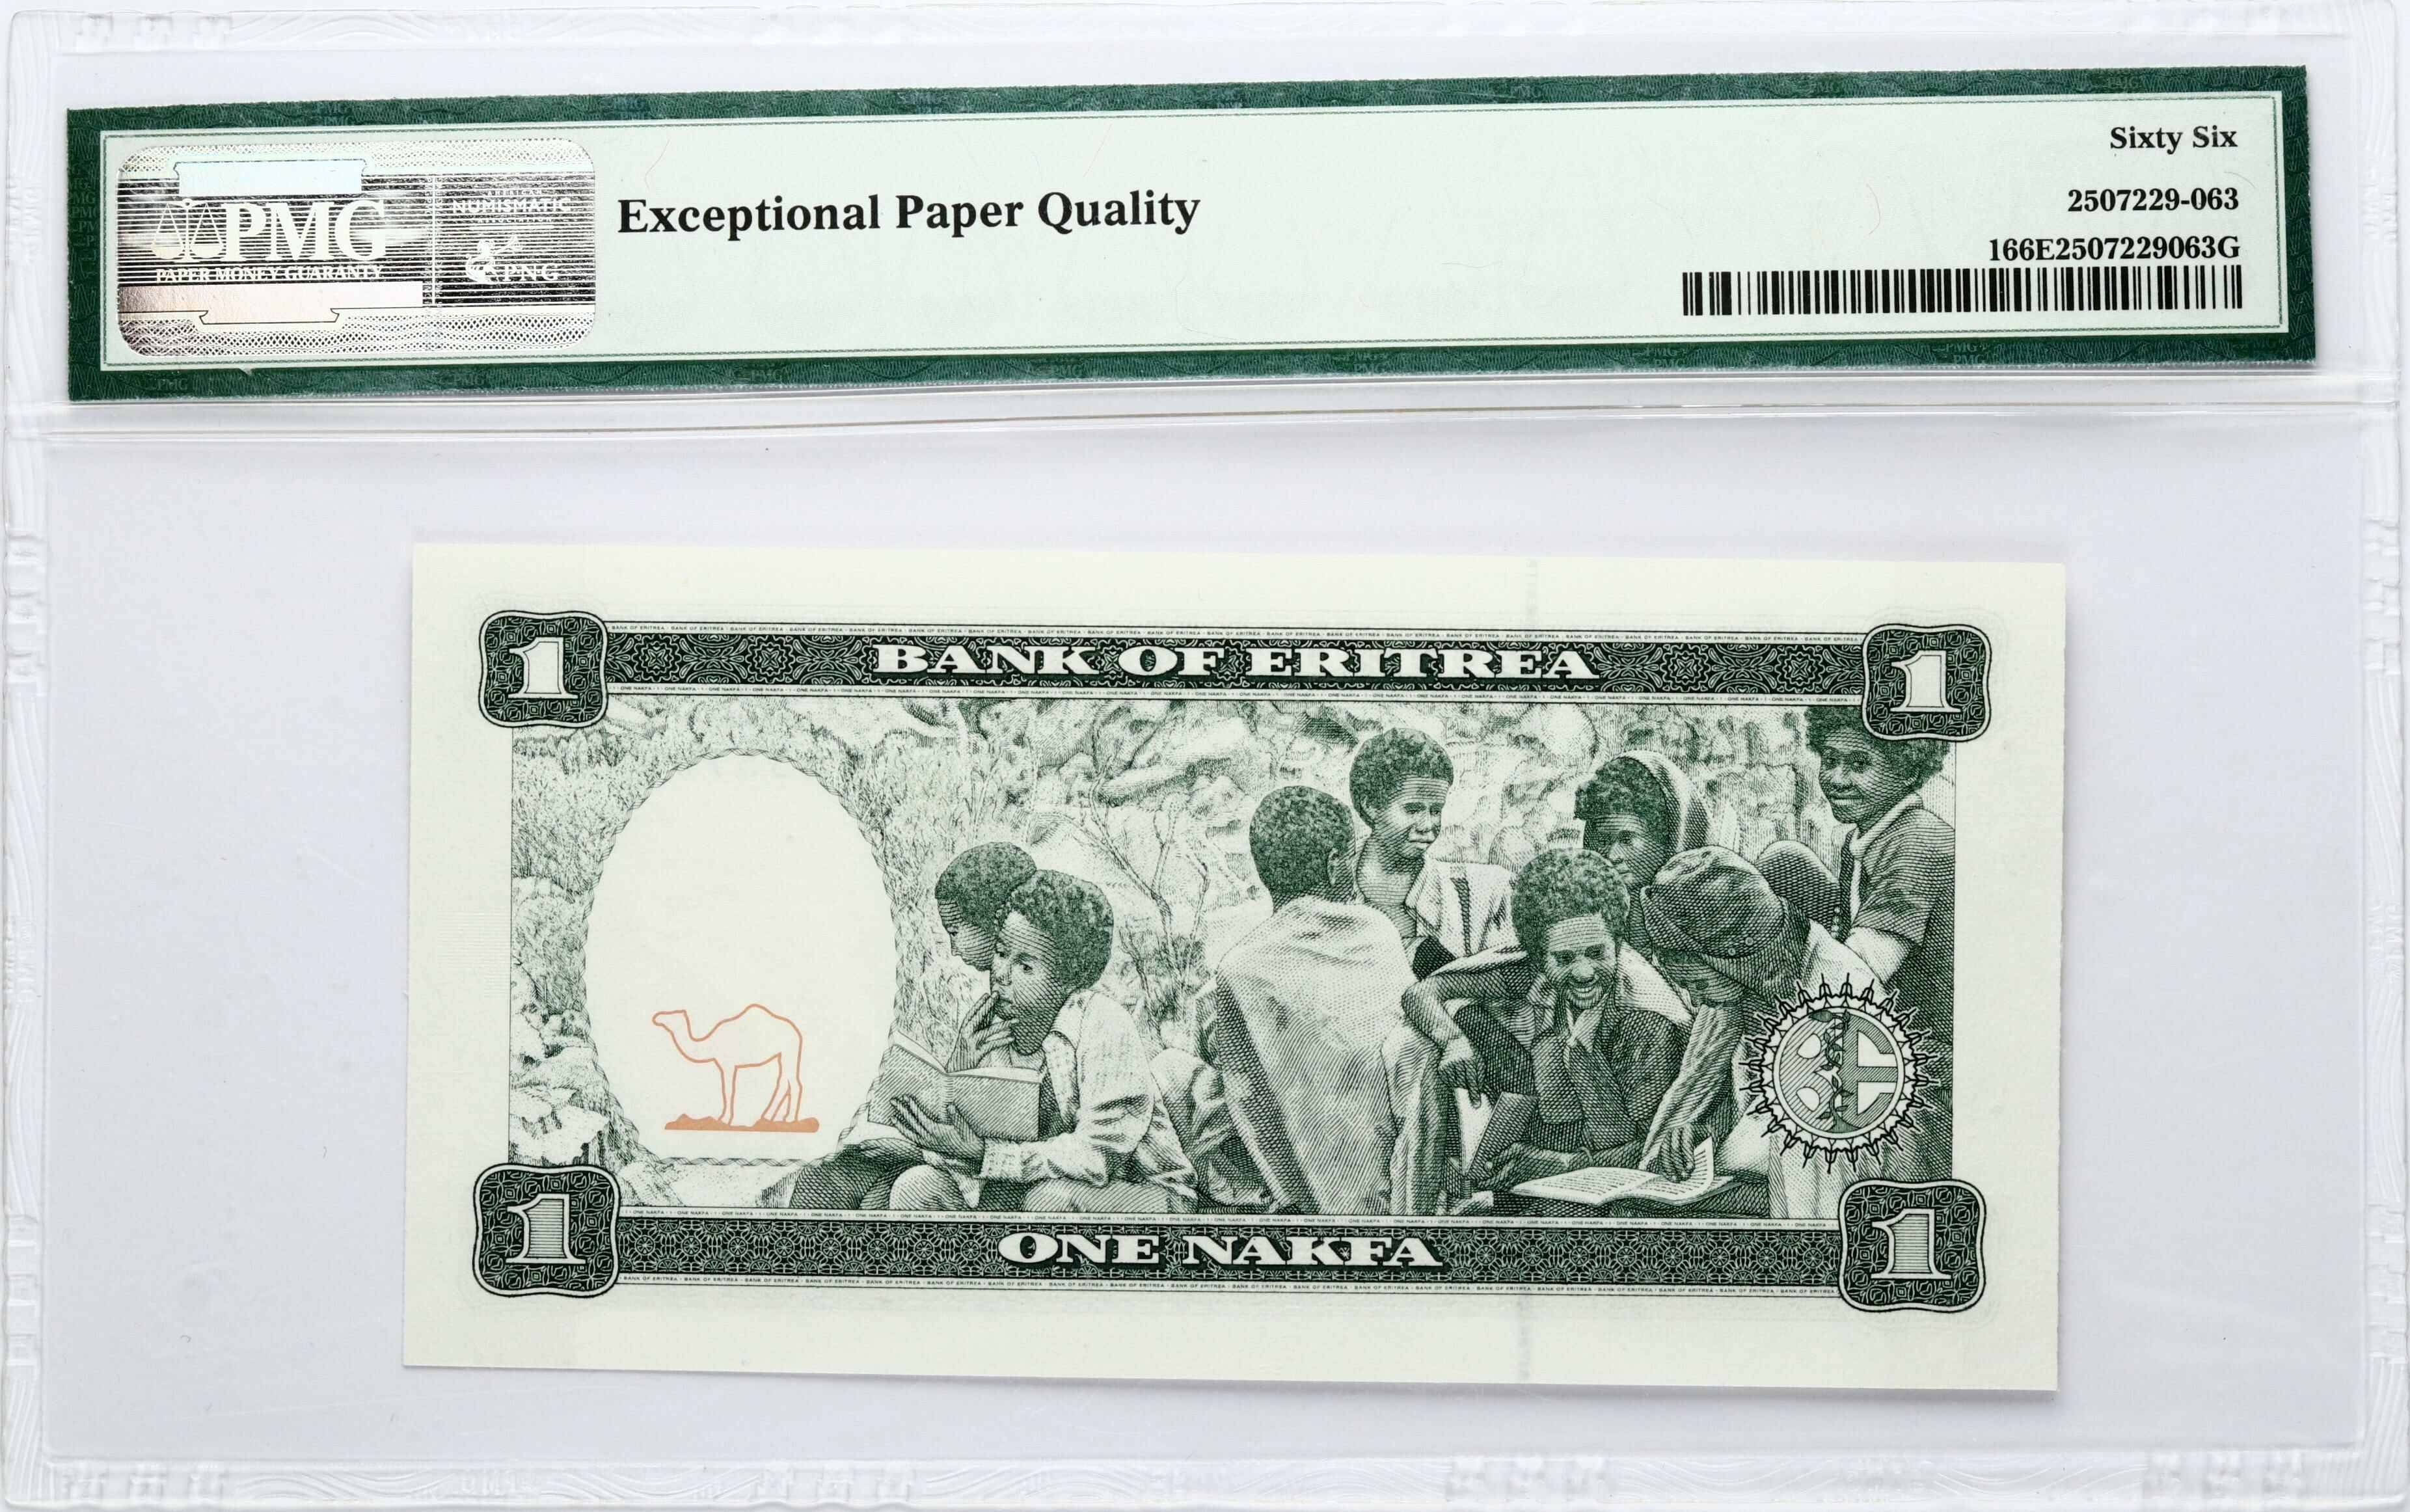 Sixty Six
PMG
PAPER MONEY GUARANTY
NUMISMATIC
PNG
Exceptional Paper Quality
2507229-063
166E2507229063G
1
BANK OF ERITREA
1
1
ONE NAKFA
1